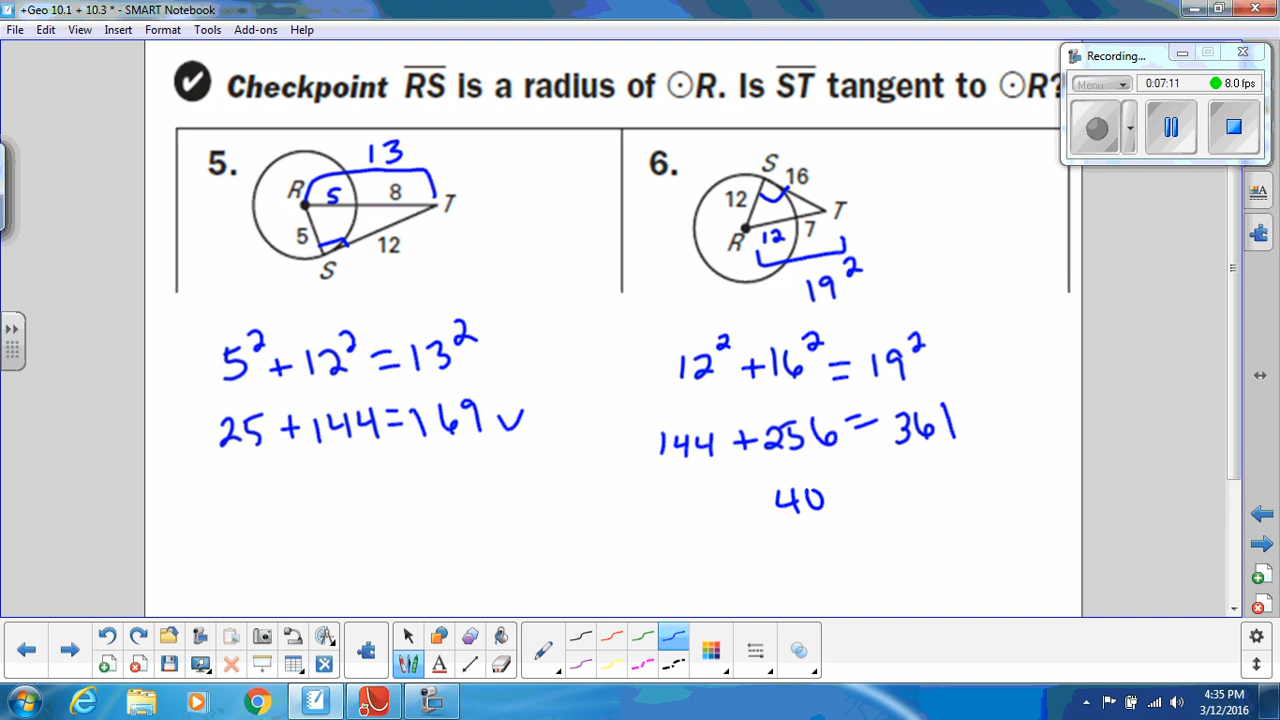 +Geo 10.1 + 10.3 * - SMART Notebook
File Edit View Insert Format Tools Add-ons Help
Recording...
Menu 0:07:11 8.0 fps
Checkpoint RS is a radius of ⊙R. Is ST tangent to ⊙R?
5.
13
R 5 8 T
5 12
S
6.
S 16
12 T
R 12 7
19²
5² + 12² = 13²
25 + 144 = 169 ✓
12² + 16² = 19²
144 + 256 = 361
40
A
4:35 PM
3/12/2016